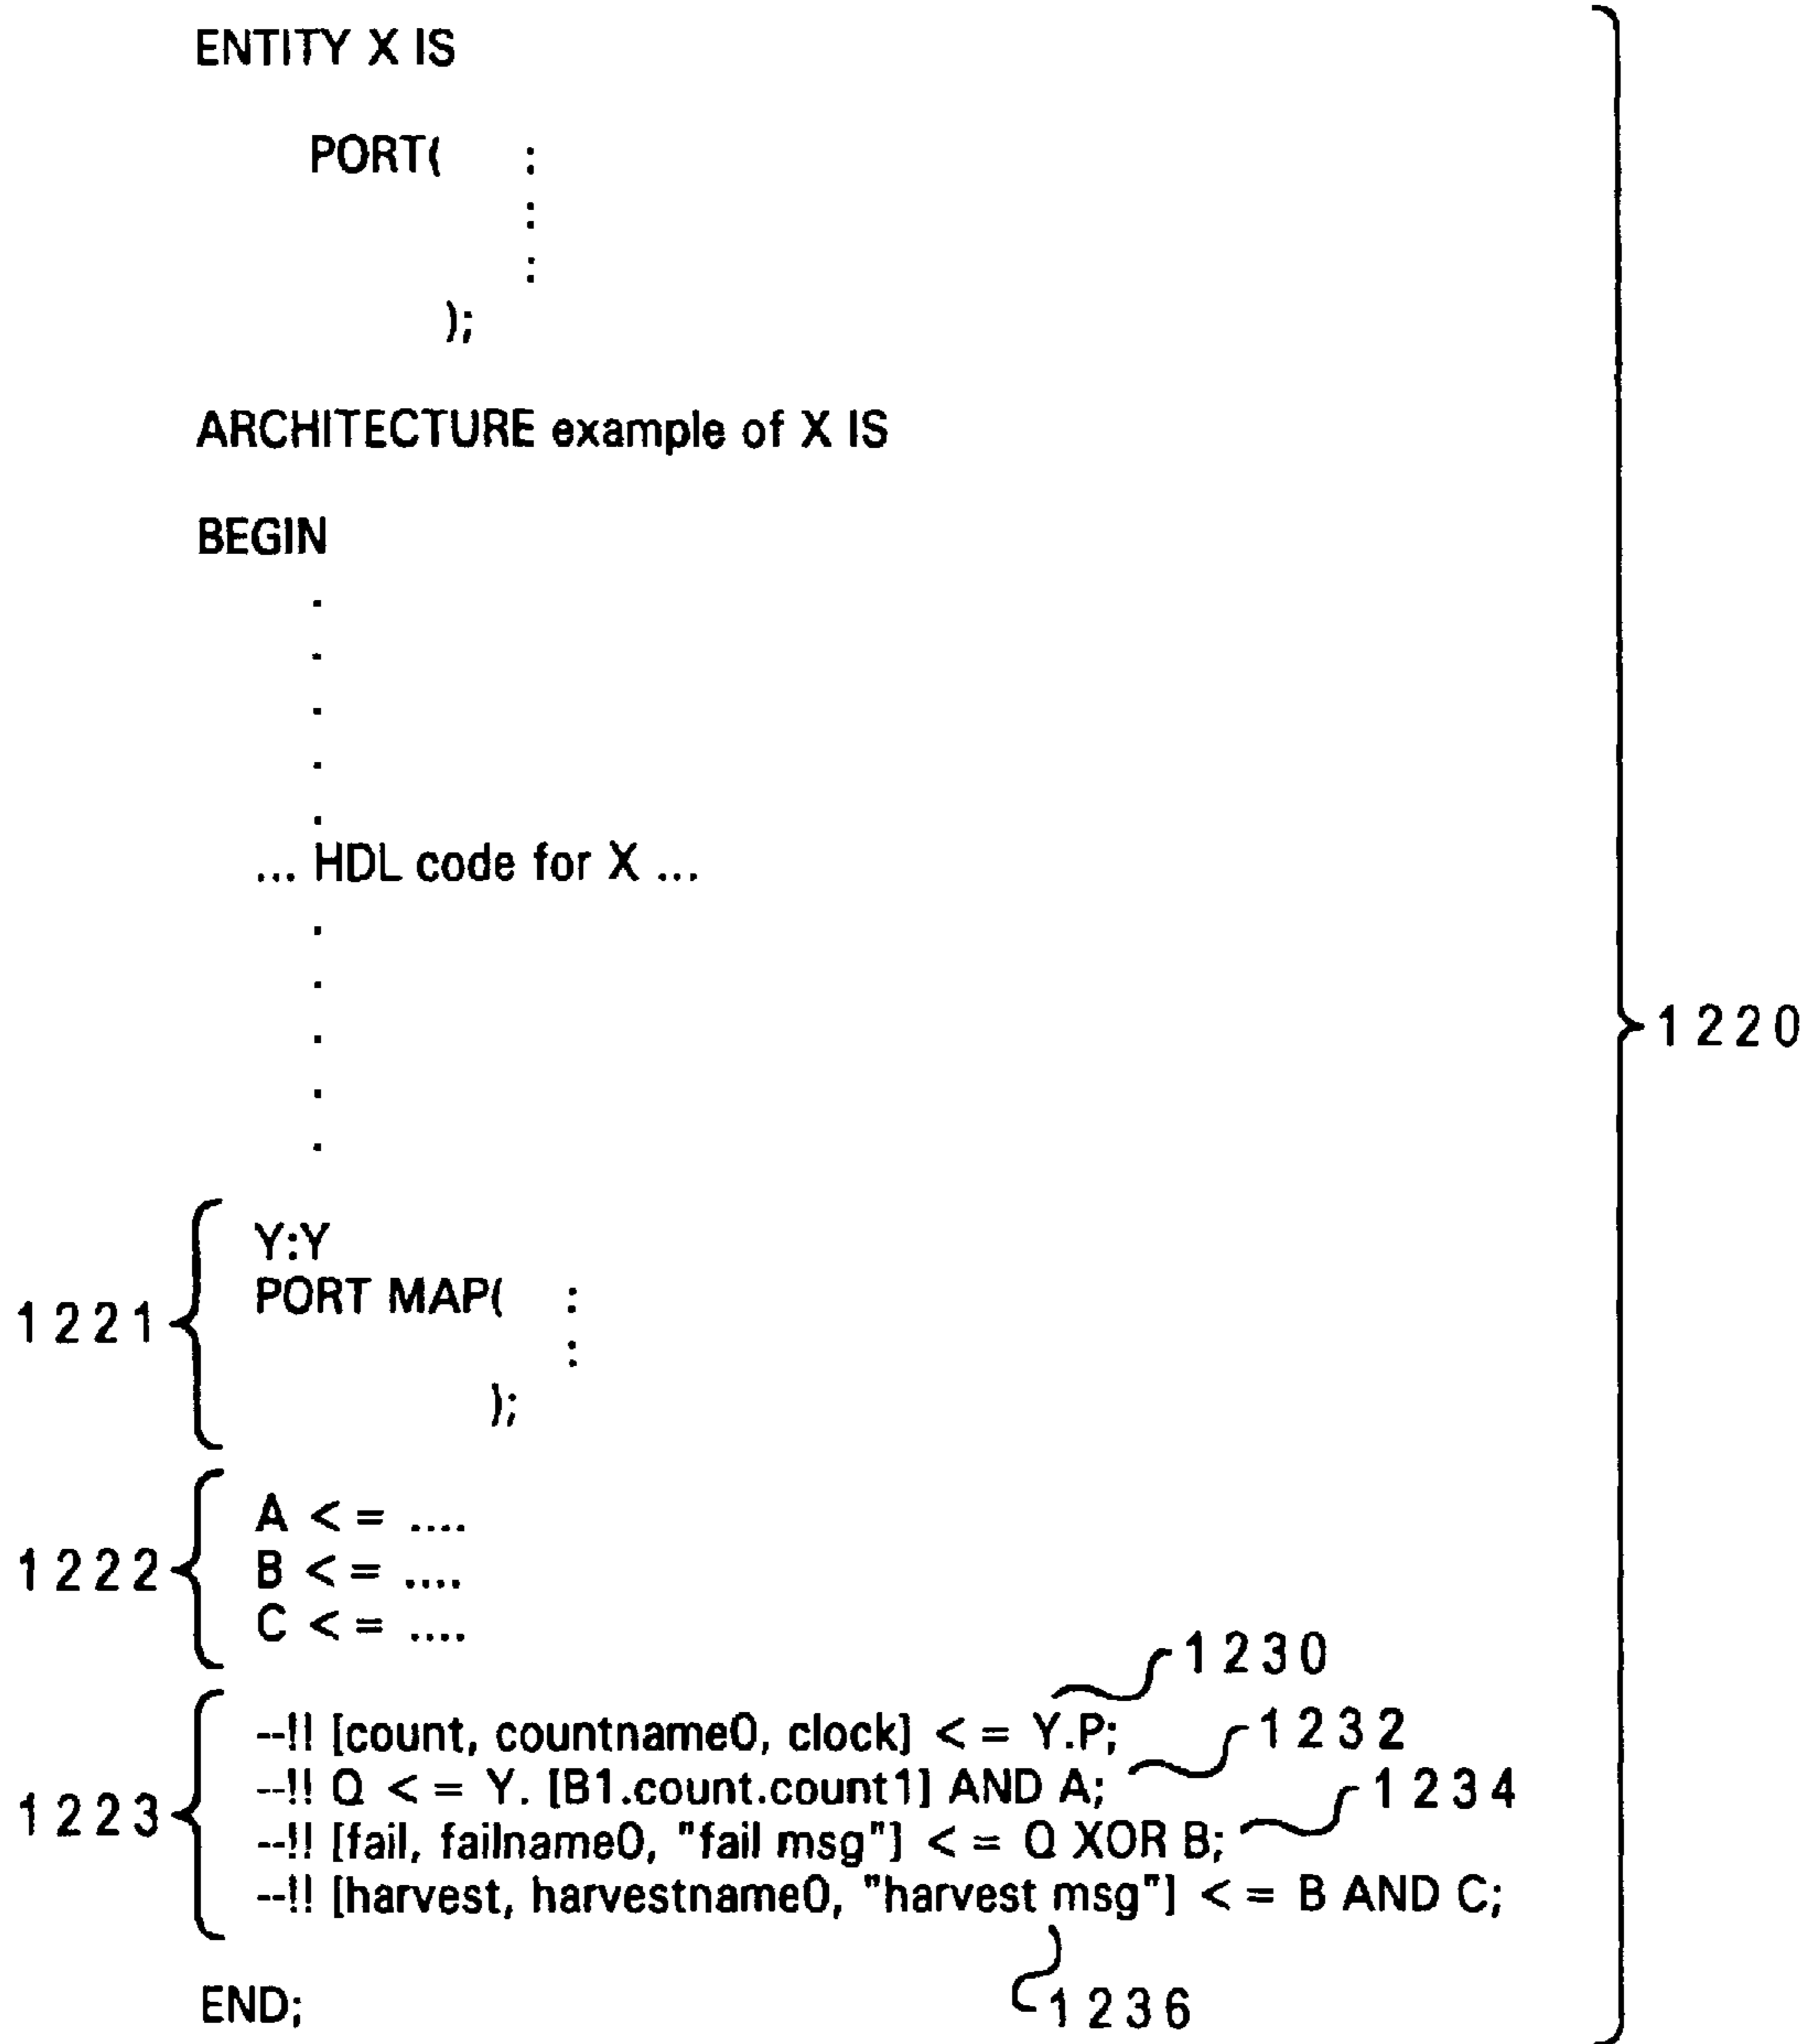 ENTITY X IS
PORT( :
:
:
);
ARCHITECTURE example of X IS
BEGIN
.
.
.
.
.
... HDL code for X ...
.
.
.
.
.
1220
Y:Y
PORT MAP( :
1221
:
);
A < = ....
1222 B < = ....
C < = ....
1230
--!! [count, countname0, clock] < = Y.P; 1232
--!! Q < = Y. [B1.count.count1] AND A; 1234
1223
--!! [fail, failname0, "fail msg"] < = Q XOR B;
--!! [harvest, harvestname0, "harvest msg"] < = B AND C;
END; 1236